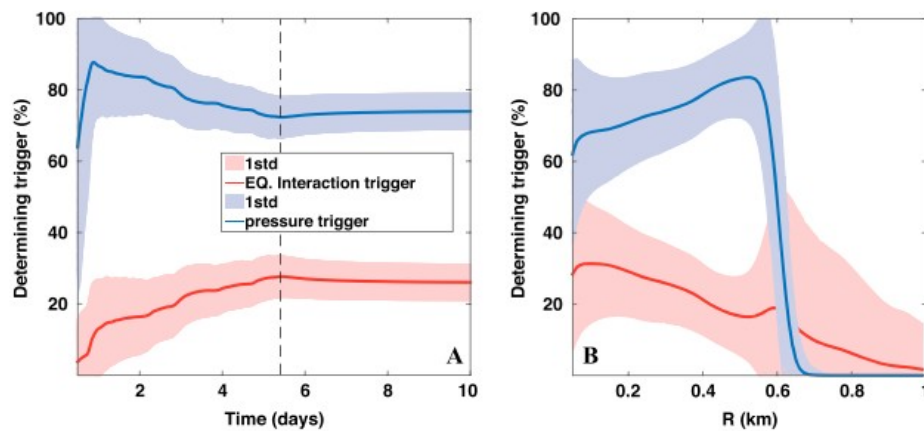 100
80
60
40
20
Determining trigger (%)
1std
EQ. Interaction trigger
1std
pressure trigger
A
2 4 6 8 10
Time (days)
100
80
60
40
20
Determining trigger (%)
B
0.2 0.4 0.6 0.8 1
R (km)